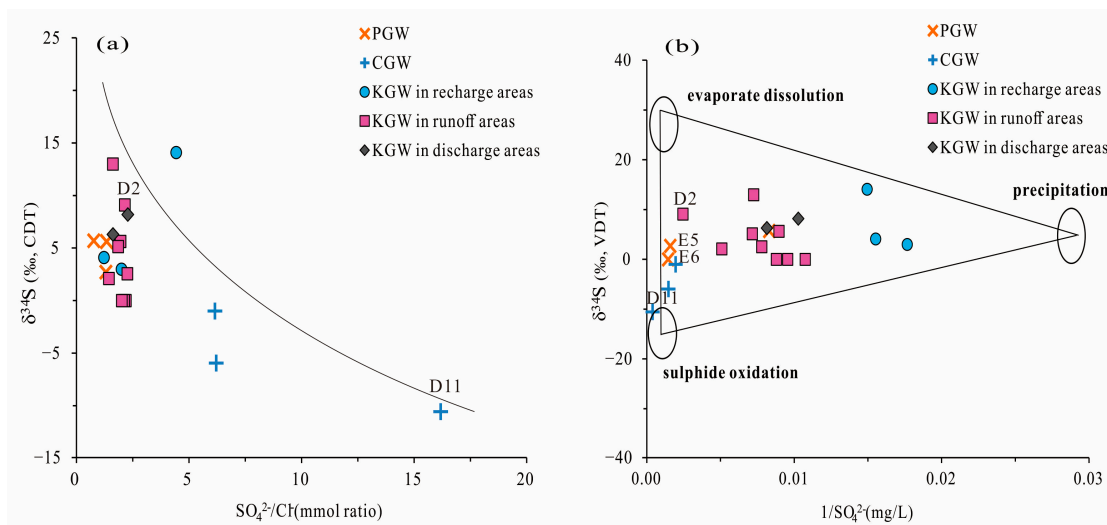 (a)
25
15
5
−5
−15
0
5
10
15
20
δ³⁴S (‰, CDT)
SO₄²⁻/Cl⁻(mmol ratio)
PGW
CGW
KGW in recharge areas
KGW in runoff areas
KGW in discharge areas
D2
D11
(b)
40
20
0
−20
−40
0.00
0.01
0.02
0.03
δ³⁴S (‰, VDT)
1/SO₄²⁻(mg/L)
PGW
CGW
KGW in recharge areas
KGW in runoff areas
KGW in discharge areas
evaporate dissolution
precipitation
D2
E5
E6
D11
sulphide oxidation